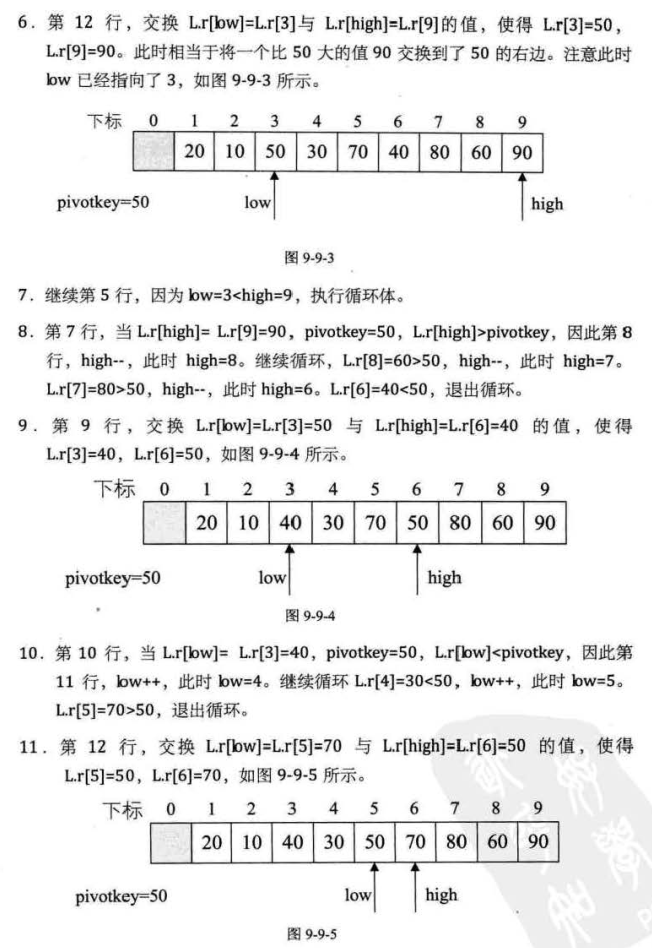 6．第 12 行，交换 L.r[low]=L.r[3]与 L.r[high]=L.r[9]的值，使得 L.r[3]=50，
L.r[9]=90。此时相当于将一个比 50 大的值 90 交换到了 50 的右边。注意此时
low 已经指向了 3，如图 9-9-3 所示。
下标 0 1 2 3 4 5 6 7 8 9
20 10 50 30 70 40 80 60 90
pivotkey=50 low high
图 9-9-3
7．继续第 5 行，因为 low=3<high=9，执行循环体。
8．第 7 行，当 L.r[high]= L.r[9]=90，pivotkey=50，L.r[high]>pivotkey，因此第 8
行，high--，此时 high=8。继续循环，L.r[8]=60>50，high--，此时 high=7。
L.r[7]=80>50，high--，此时 high=6。L.r[6]=40<50，退出循环。
9．第 9 行，交换 L.r[low]=L.r[3]=50 与 L.r[high]=L.r[6]=40 的值，使得
L.r[3]=40，L.r[6]=50，如图 9-9-4 所示。
下标 0 1 2 3 4 5 6 7 8 9
20 10 40 30 70 50 80 60 90
pivotkey=50 low high
图 9-9-4
10．第 10 行，当 L.r[low]= L.r[3]=40，pivotkey=50，L.r[low]<pivotkey，因此第
11 行，low++，此时 low=4。继续循环 L.r[4]=30<50，low++，此时 low=5。
L.r[5]=70>50，退出循环。
11．第 12 行，交换 L.r[low]=L.r[5]=70 与 L.r[high]=L.r[6]=50 的值，使得
L.r[5]=50，L.r[6]=70，如图 9-9-5 所示。
下标 0 1 2 3 4 5 6 7 8 9
20 10 40 30 50 70 80 60 90
pivotkey=50 low high
图 9-9-5